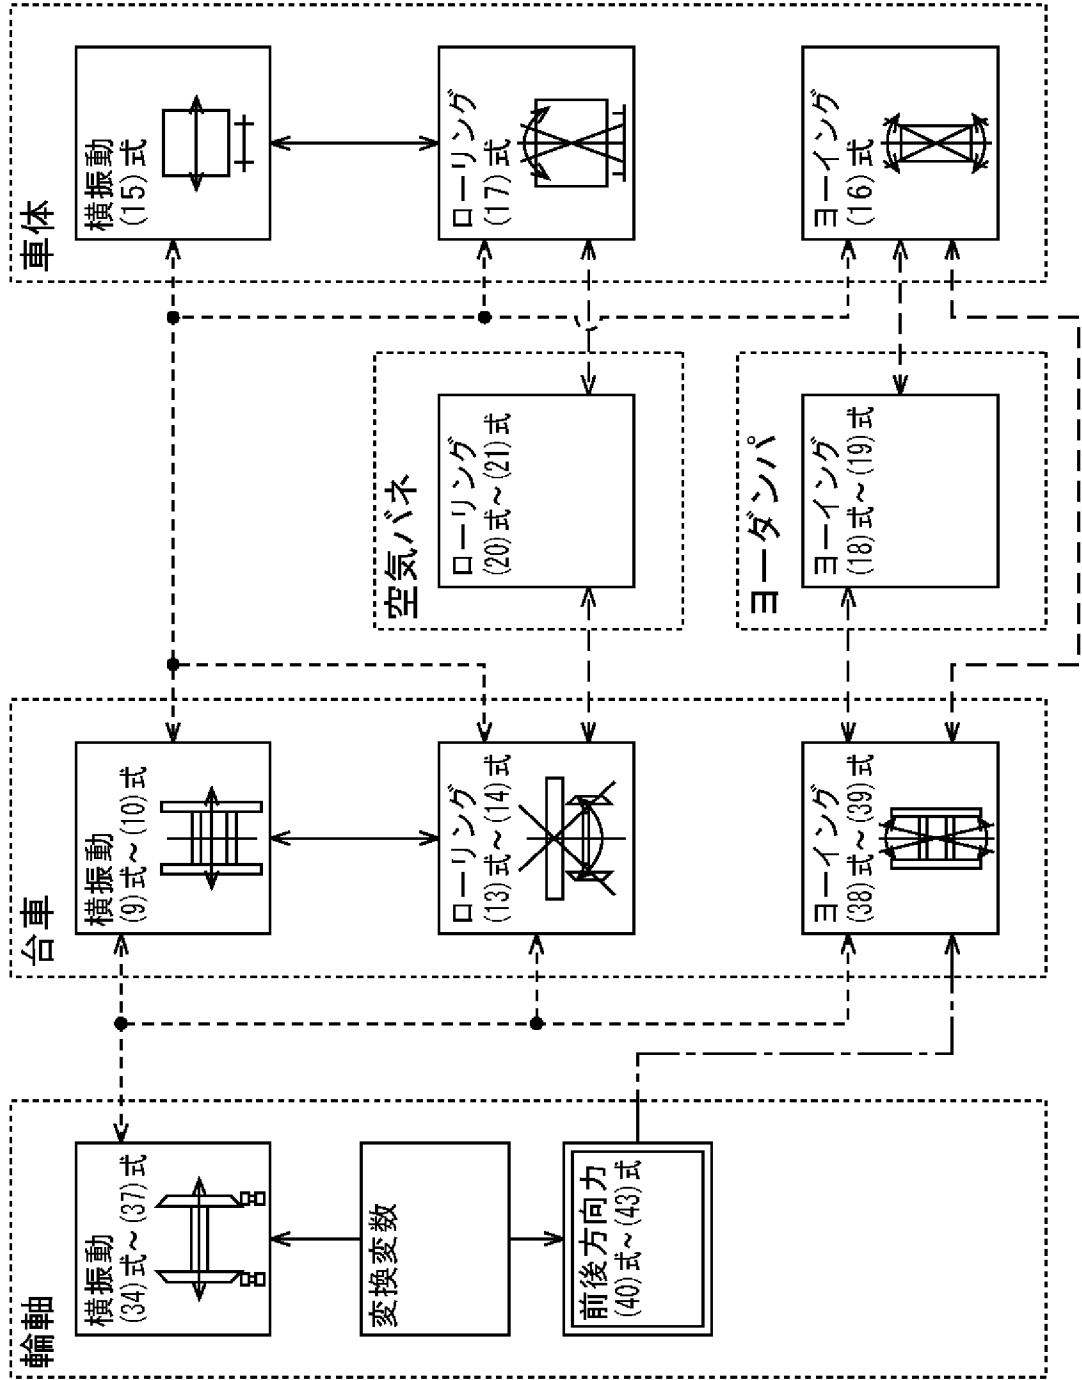 輪軸
横振動
(34)式～(37)式
変換変数
前後方向力
(40)式～(43)式
台車
横振動
(9)式～(10)式
ローリング
(13)式～(14)式
ヨーイング
(38)式～(39)式
空気バネ
ローリング
(20)式～(21)式
ヨーダンパ
ヨーイング
(18)式～(19)式
車体
横振動
(15)式
ローリング
(17)式
ヨーイング
(16)式